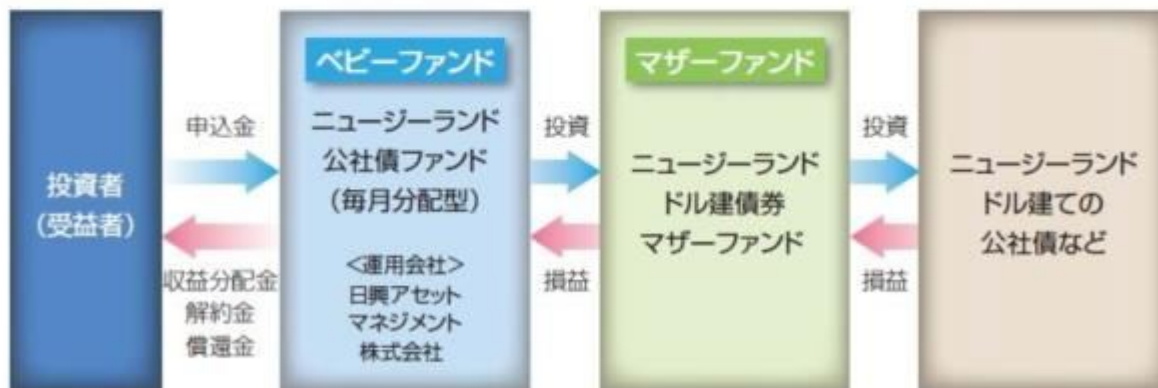 投資者
(受益者)
申込金
収益分配金
解約金
償還金
ベビーファンド
ニュージーランド
公社債ファンド
(毎月分配型)
<運用会社>
日興アセット
マネジメント
株式会社
投資
損益
マザーファンド
ニュージーランド
ドル建債券
マザーファンド
投資
損益
ニュージーランド
ドル建ての
公社債など